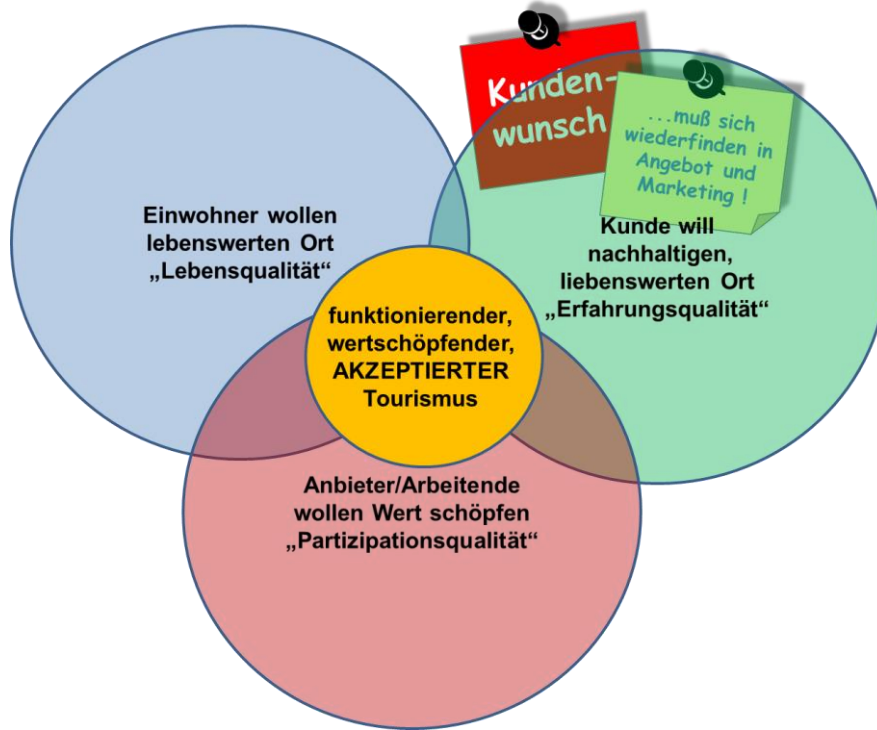 Kunden-
wunsch
...muß sich
wiederfinden in
Angebot und
Marketing !
Einwohner wollen
lebenswerten Ort
„Lebensqualität“
Kunde will
nachhaltigen,
liebenswerten Ort
„Erfahrungsqualität“
funktionierender,
wertschöpfender,
AKZEPTIERTER
Tourismus
Anbieter/Arbeitende
wollen Wert schöpfen
„Partizipationsqualität“